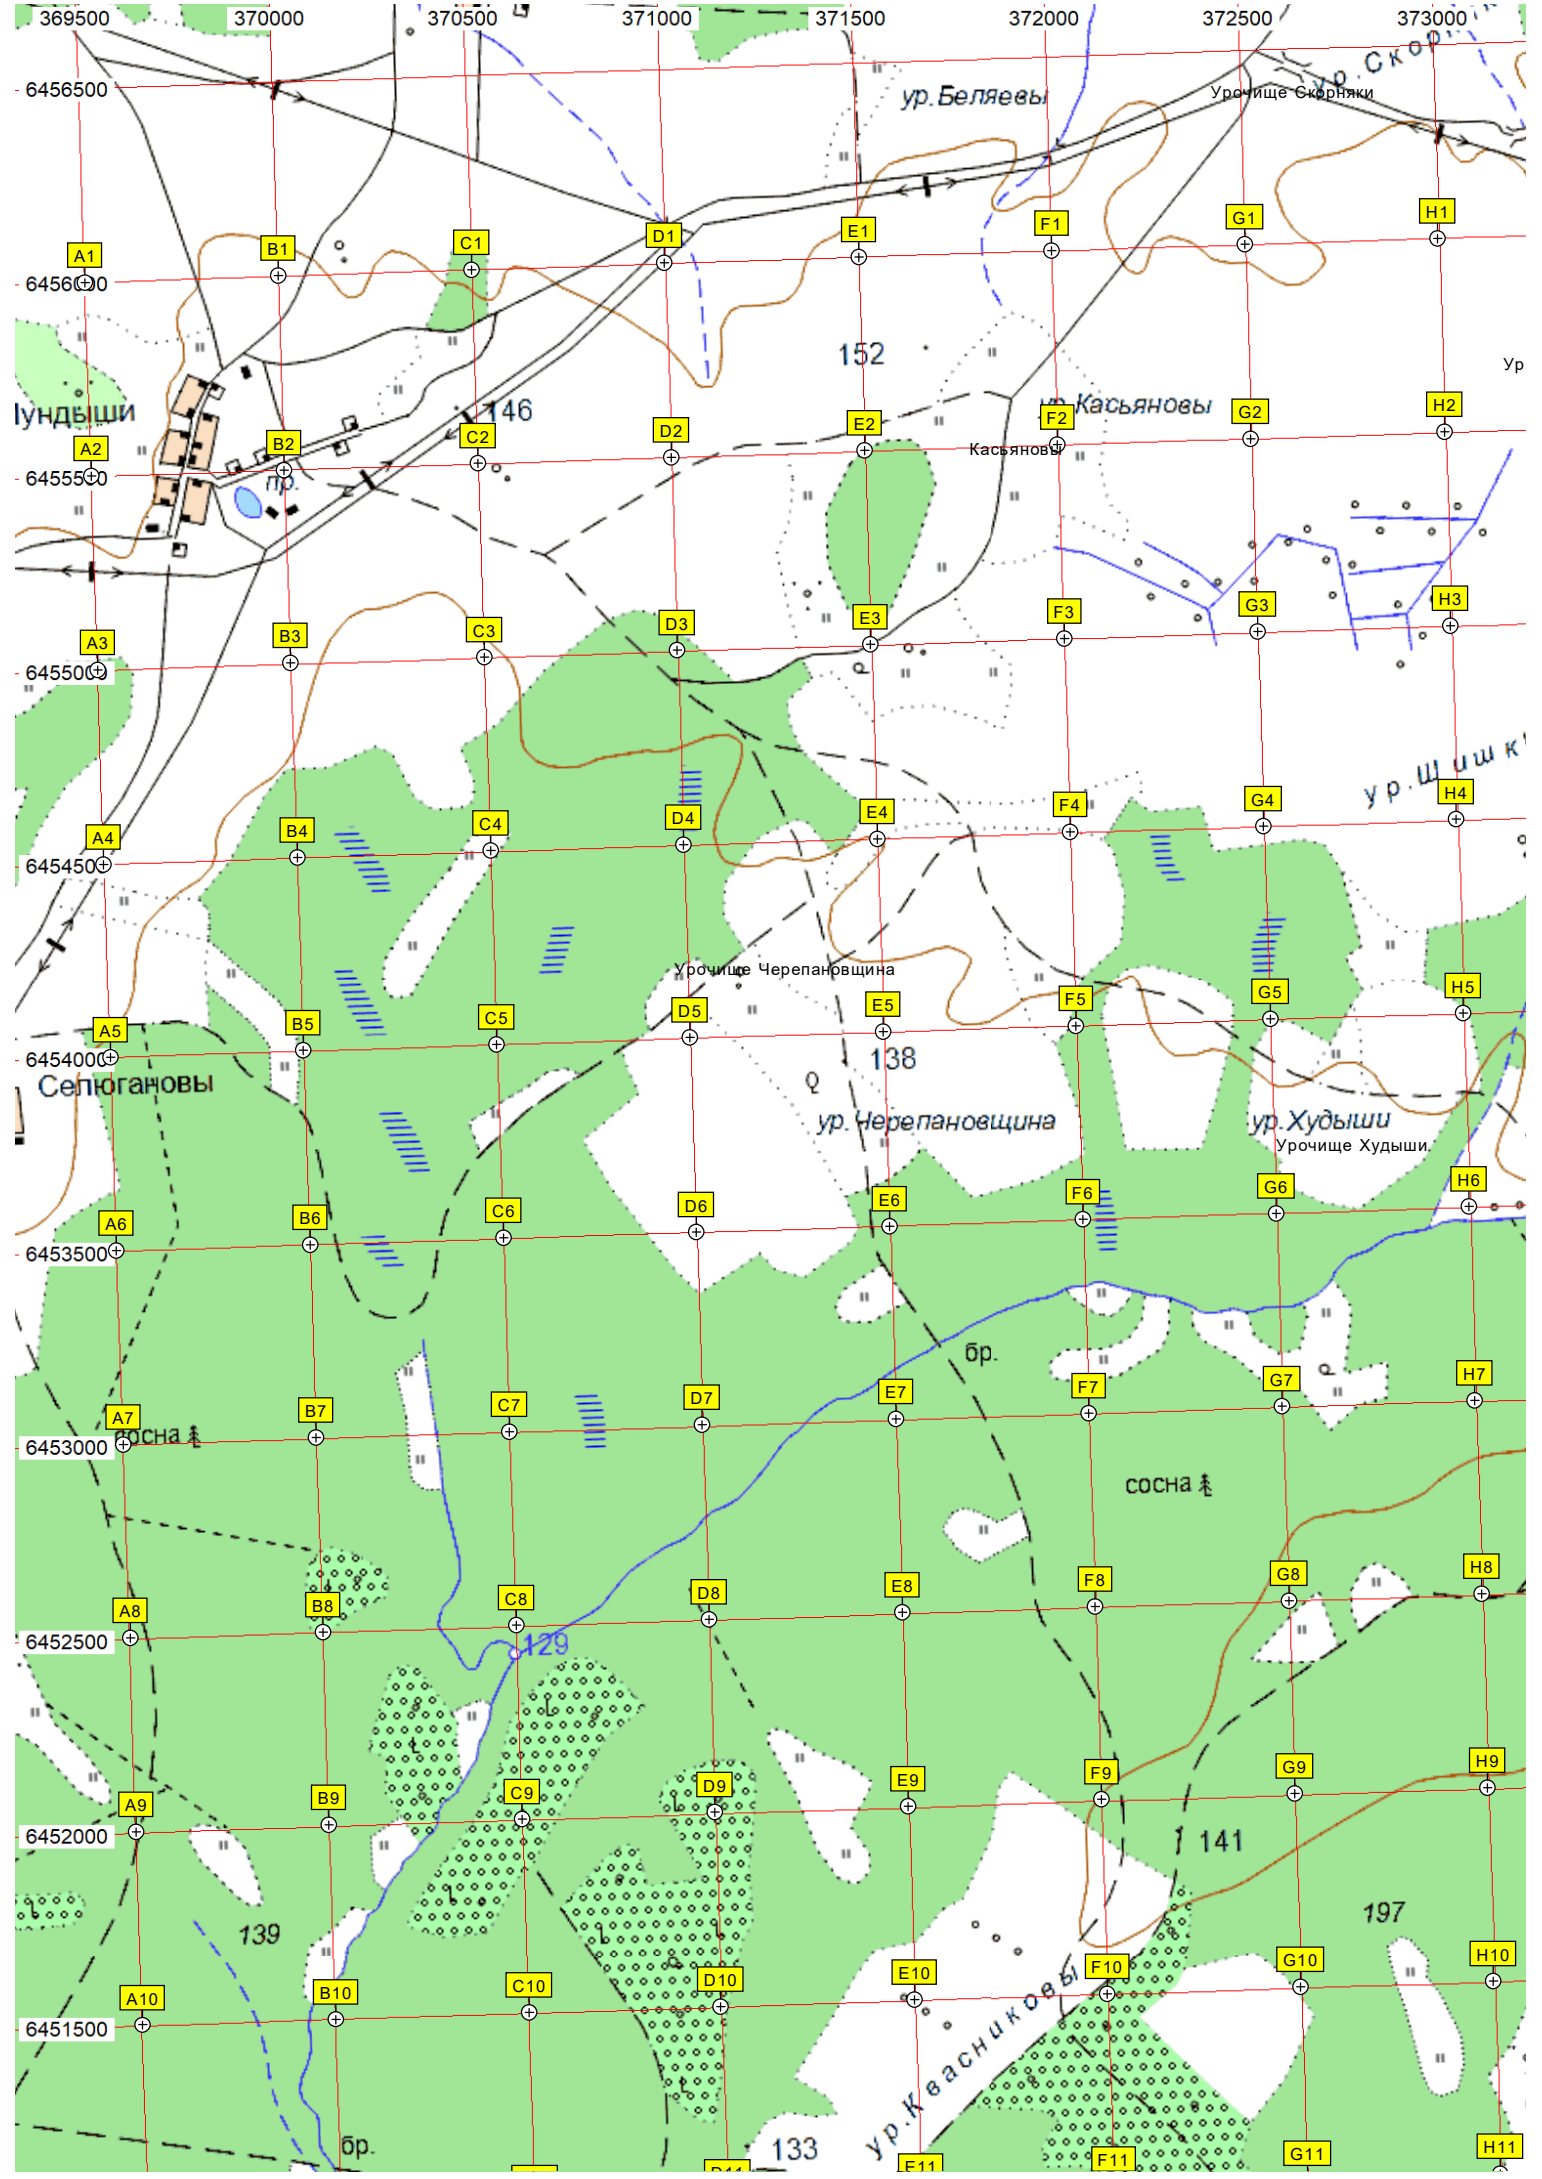 369500 370000 370500 371000 371500 372000 372500 373000
6456500
ур.Беляевы
Урочище Скорняки
A1 B1 C1 D1 E1 F1 G1 H1
6456000
152
146
ур.Касьяновы
Касьяновы
A2 B2 C2 D2 E2 F2 G2 H2
6455500
пр.
A3 B3 C3 D3 E3 F3 G3 H3
6455000
A4 B4 C4 D4 E4 F4 G4 H4
6454500
Урочище Черепановщина
A5 B5 C5 D5 E5 F5 G5 H5
6454000
138
Селюгановы
ур.Черепановщина
ур.Худыши
Урочище Худыши
A6 B6 C6 D6 E6 F6 G6 H6
6453500
бр.
A7 B7 C7 D7 E7 F7 G7 H7
сосна
6453000
сосна
A8 B8 C8 D8 E8 F8 G8 H8
6452500
129
A9 B9 C9 D9 E9 F9 G9 H9
6452000
141
197
139
A10 B10 C10 D10 E10 F10 G10 H10
6451500
ур.Квасниковы
бр.
133
D11 E11 F11 G11 H11